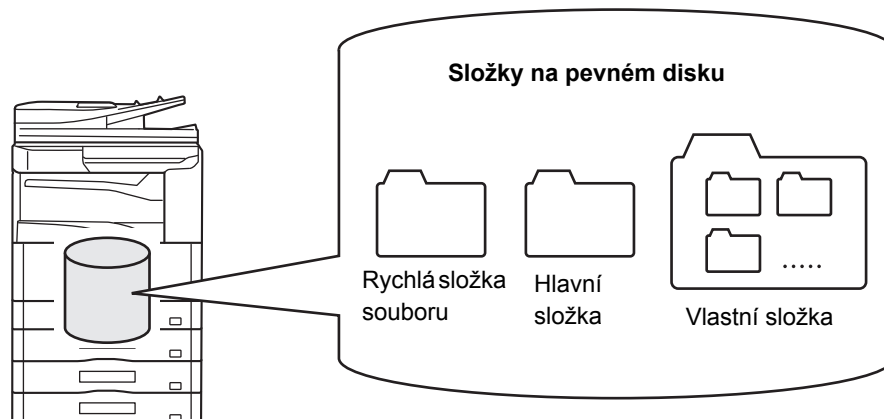 Složky na pevném disku
Rychlá složka
souboru
Hlavní
složka
.....
Vlastní složka